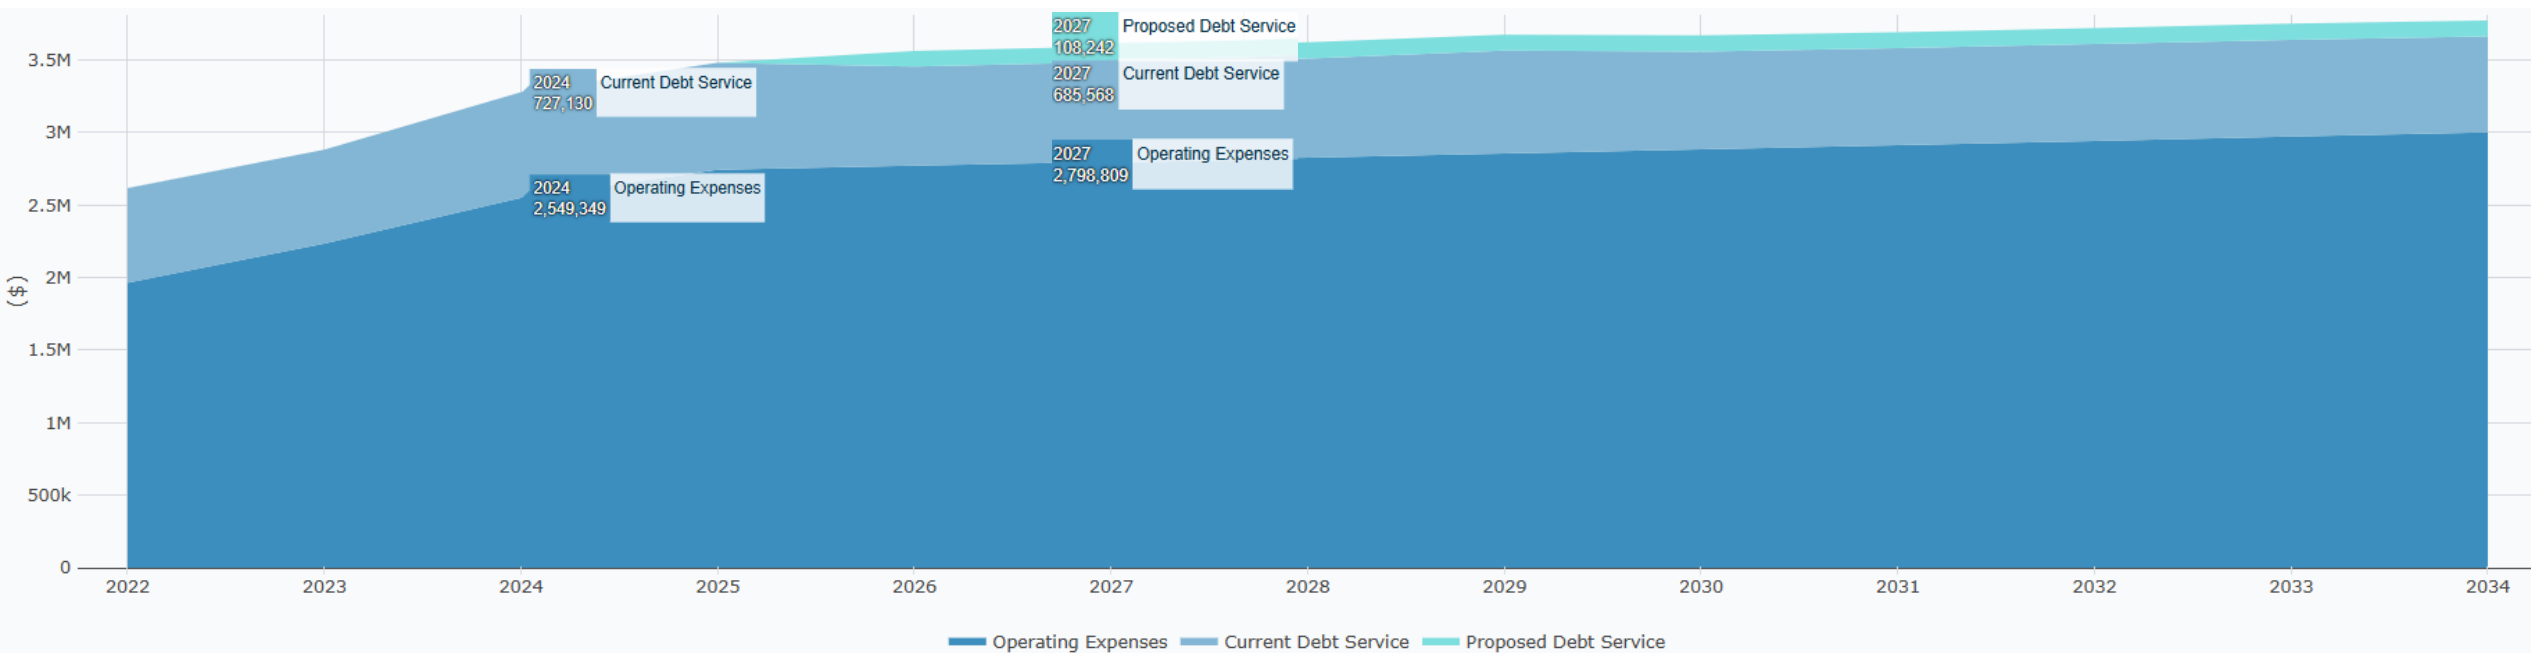 2027 Proposed Debt Service
108,242
3.5M
2027 Current Debt Service
685,568
2024 Current Debt Service
727,130
3M
2027 Operating Expenses
2,798,809
2024 Operating Expenses
2,549,349
2.5M
2M
($)
1.5M
1M
500k
0
2022 2023 2024 2025 2026 2027 2028 2029 2030 2031 2032 2033 2034
Operating Expenses Current Debt Service Proposed Debt Service